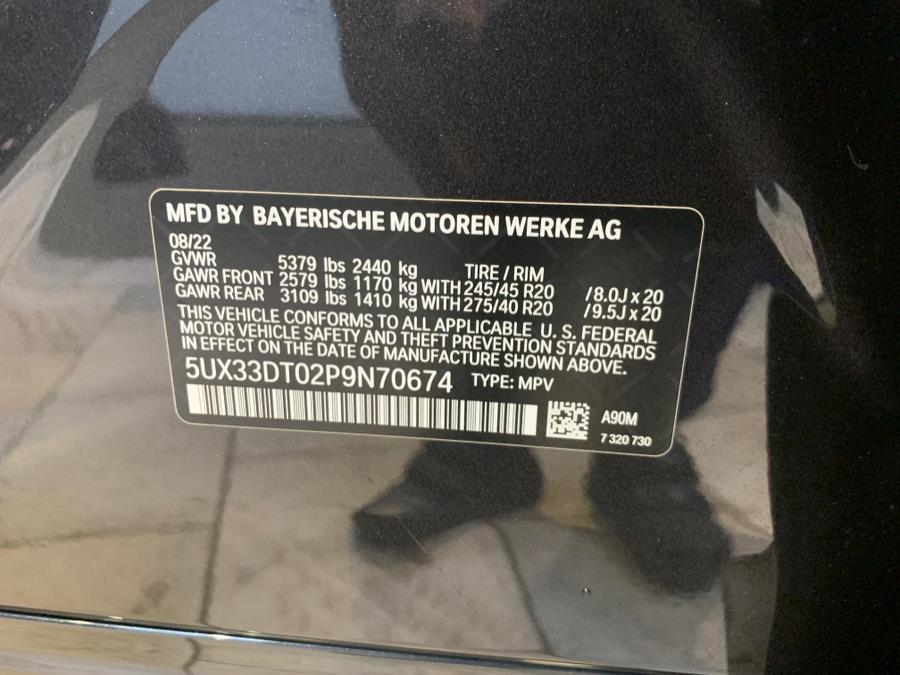 MFD BY BAYERISCHE MOTOREN WERKE AG
08/22
GVWR 5379 lbs 2440 kg TIRE / RIM
GAWR FRONT 2579 lbs 1170 kg WITH 245/45 R20 /8.0J x 20
GAWR REAR 3109 lbs 1410 kg WITH 275/40 R20 /9.5J x 20
THIS VEHICLE CONFORMS TO ALL APPLICABLE U. S. FEDERAL
MOTOR VEHICLE SAFETY AND THEFT PREVENTION STANDARDS
IN EFFECT ON THE DATE OF MANUFACTURE SHOWN ABOVE.
5UX33DT02P9N70674 TYPE: MPV
A90M
7 320 730